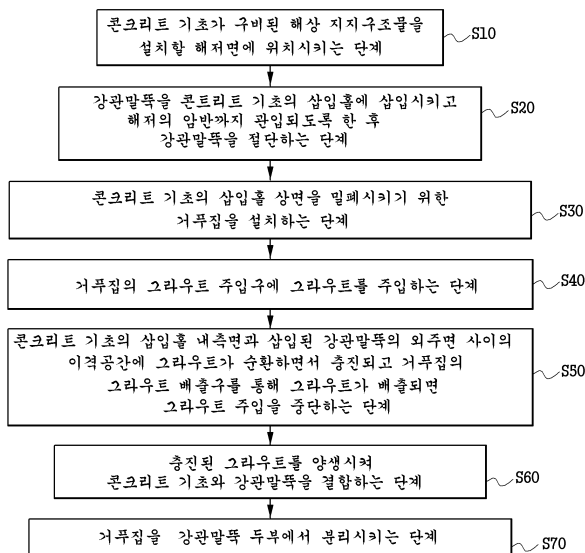 콘크리트 기초가 구비된 해상 지지구조물을
설치할 해저면에 위치시키는 단계
S10
강관말뚝을 콘트리트 기초의 삽입홀에 삽입시키고
해저의 암반까지 관입되도록 한 후
강관말뚝을 절단하는 단계
S20
콘크리트 기초의 삽입홀 상면을 밀폐시키기 위한
거푸집을 설치하는 단계
S30
거푸집의 그라우트 주입구에 그라우트를 주입하는 단계
S40
콘크리트 기초의 삽입홀 내측면과 삽입된 강관말뚝의 외주면 사이의
이격공간에 그라우트가 순환하면서 충진되고 거푸집의
그라우트 배출구를 통해 그라우트가 배출되면
그라우트 주입을 중단하는 단계
S50
충진된 그라우트를 양생시켜
콘크리트 기초와 강관말뚝을 결합하는 단계
S60
거푸집을 강관말뚝 두부에서 분리시키는 단계
S70